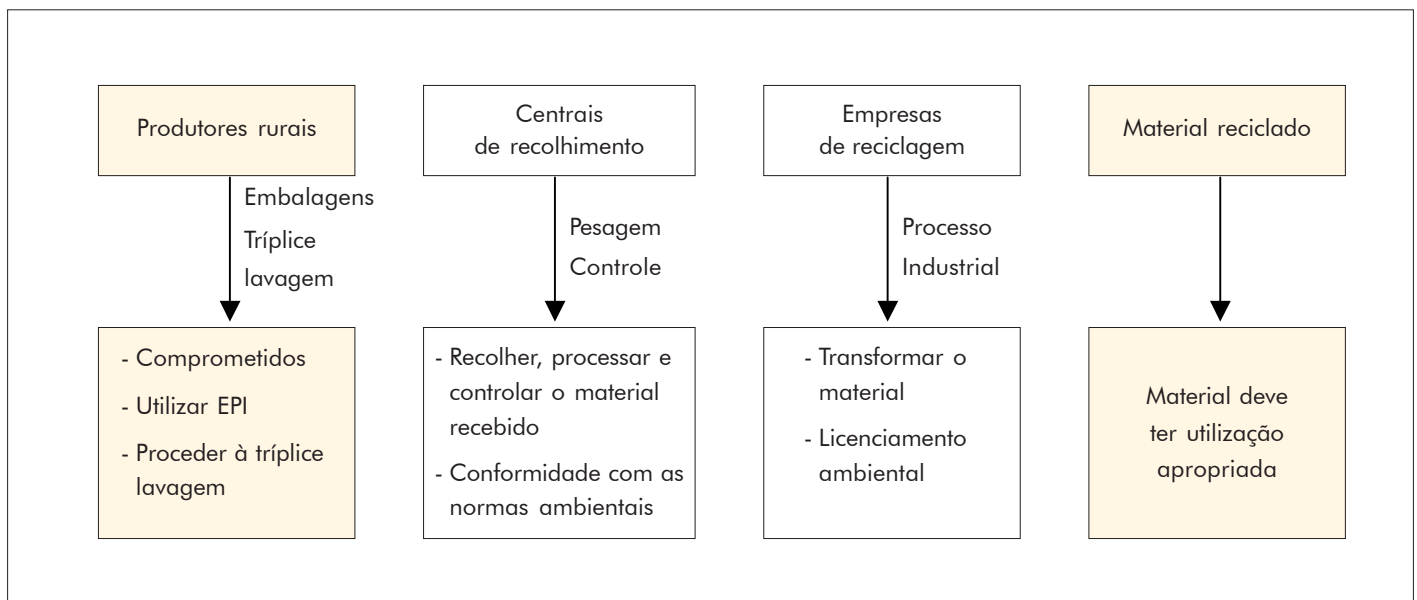 Produtores rurais
Embalagens
Tríplice
lavagem
- Comprometidos
- Utilizar EPI
- Proceder à tríplice
lavagem
Centrais
de recolhimento
Pesagem
Controle
- Recolher, processar e
controlar o material
recebido
- Conformidade com as
normas ambientais
Empresas
de reciclagem
Processo
Industrial
- Transformar o
material
- Licenciamento
ambiental
Material reciclado
Material deve
ter utilização
apropriada